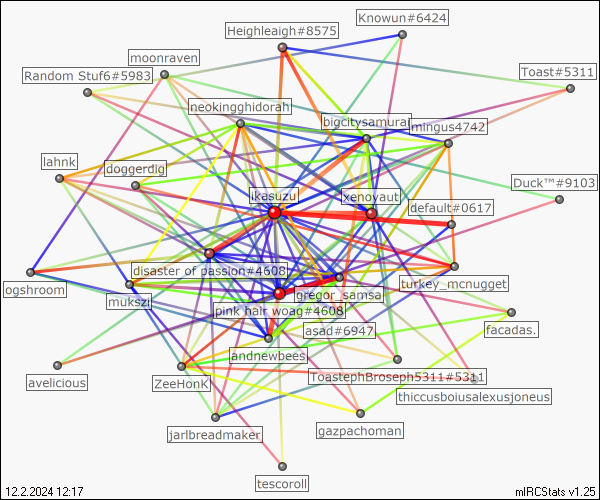 Knowun#6424
Heighleaigh#8575
moonraven
Random Stuf6#5983
Toast#5311
neokingghidorah
bigcitysamurai
mingus4742
lahnk
doggerdig
Duck™#9103
ikasuzu
xenoyaut
default#0617
disaster of passion#4608
ogshroom
turkey_mcnugget
mukszi
gregor_samsa
pink hair woag#4608
asad#6947
facadas.
andnewbees
avelicious
ZeeHonK
ToastephBroseph5311#5311
thiccusboiusalexusjoneus
jarlbreadmaker
gazpachoman
tescoroll
12.2.2024 12:17
mIRCStats v1.25